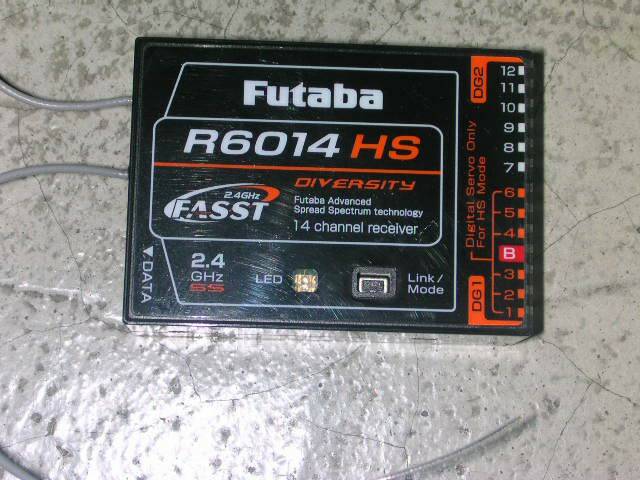 Futaba
R6014 HS
DIVERSITY
2.4GHz
FASST
Futaba Advanced
Spread Spectrum technology
14 channel receiver
2.4
GHz
SS
LED
Link/
Mode
DATA
DG2
12
11
10
9
8
7
6
5
4
B
3
2
1
Digital Servo Only
For HS Mode
DG1